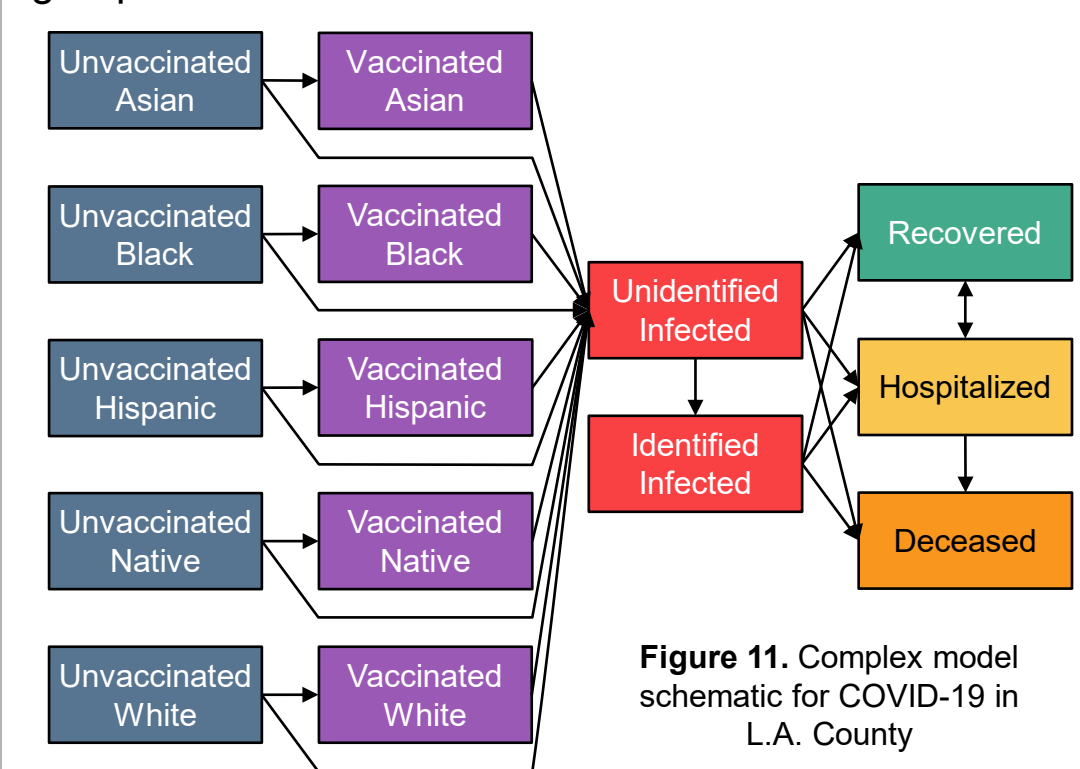 Unvaccinated
Asian
Vaccinated
Asian
Unvaccinated
Black
Vaccinated
Black
Unvaccinated
Hispanic
Vaccinated
Hispanic
Unvaccinated
Native
Vaccinated
Native
Unvaccinated
White
Vaccinated
White
Unidentified
Infected
Identified
Infected
Recovered
Hospitalized
Deceased
Figure 11. Complex model
schematic for COVID-19 in
L.A. County